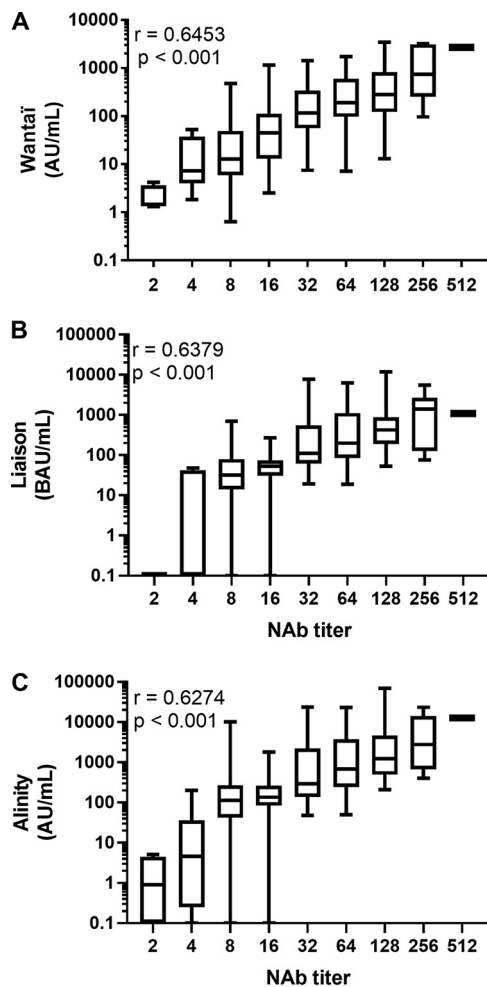 A
r = 0.6453
p < 0.001
Wantaï
(AU/mL)
10000
1000
100
10
1
0.1
2 4 8 16 32 64 128 256 512
B
r = 0.6379
p < 0.001
Liaison
(BAU/mL)
100000
10000
1000
100
10
1
0.1
2 4 8 16 32 64 128 256 512
NAb titer
C
r = 0.6274
p < 0.001
Alinity
(AU/mL)
100000
10000
1000
100
10
1
0.1
2 4 8 16 32 64 128 256 512
NAb titer